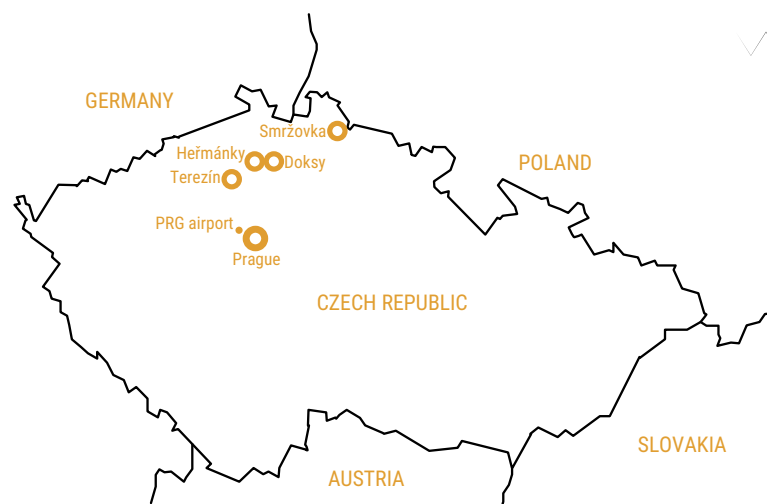 GERMANY
Smržovka
Heřmánky
Doksy
POLAND
Terezín
PRG airport
Prague
CZECH REPUBLIC
SLOVAKIA
AUSTRIA